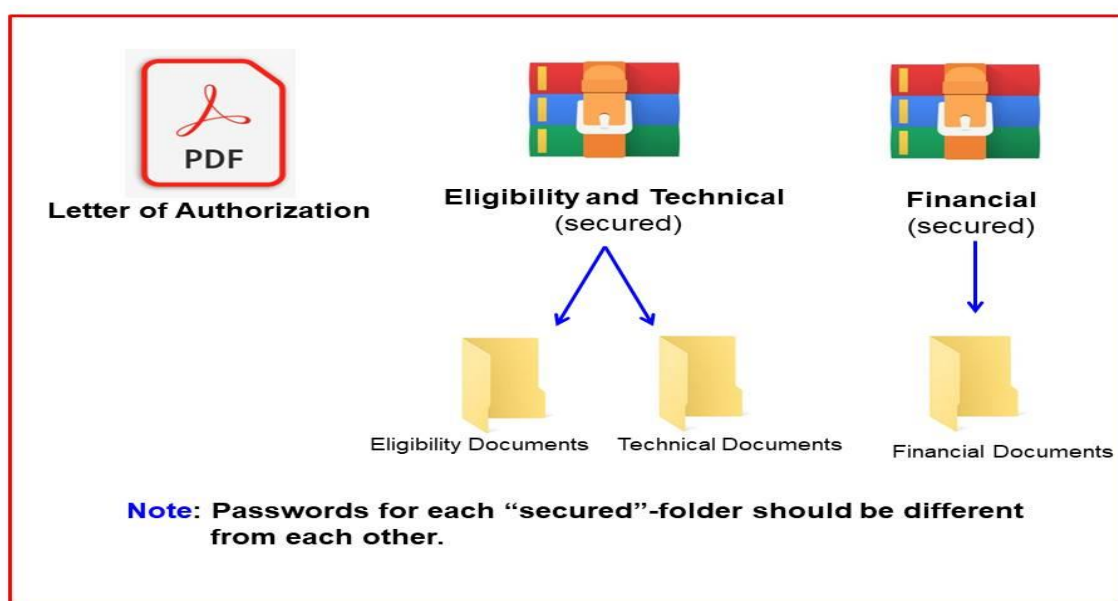 PDF
Letter of Authorization
Eligibility and Technical
(secured)
Financial
(secured)
Eligibility Documents
Technical Documents
Financial Documents
Note: Passwords for each “secured”-folder should be different
from each other.